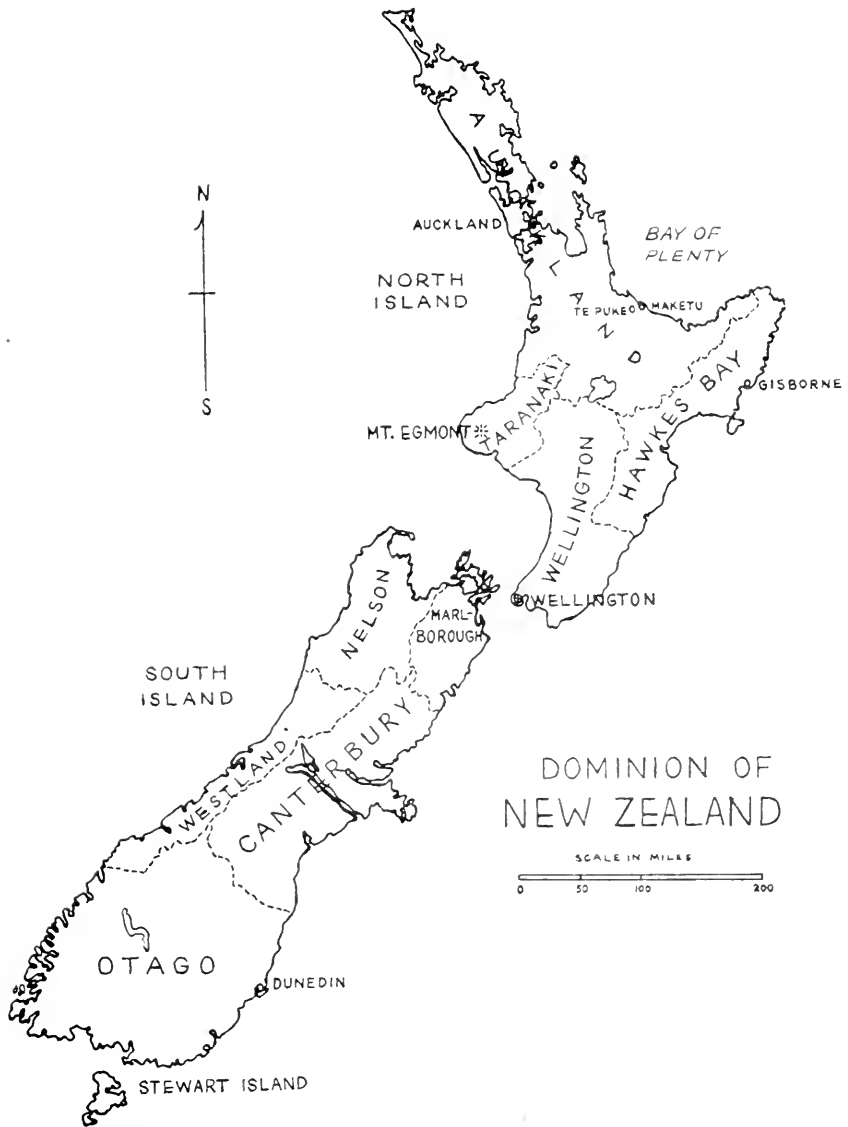 N
S
AUCKLAND
AUCKLAND
NORTH
ISLAND
BAY OF
PLENTY
TE PUKE
MAKETU
TARANAKI
MT. EGMONT
HAWKES BAY
GISBORNE
WELLINGTON
WELLINGTON
NELSON
MARL-
BOROUGH
SOUTH
ISLAND
WESTLAND
CANTERBURY
DOMINION OF
NEW ZEALAND
SCALE IN MILES
0 50 100 200
OTAGO
DUNEDIN
STEWART ISLAND